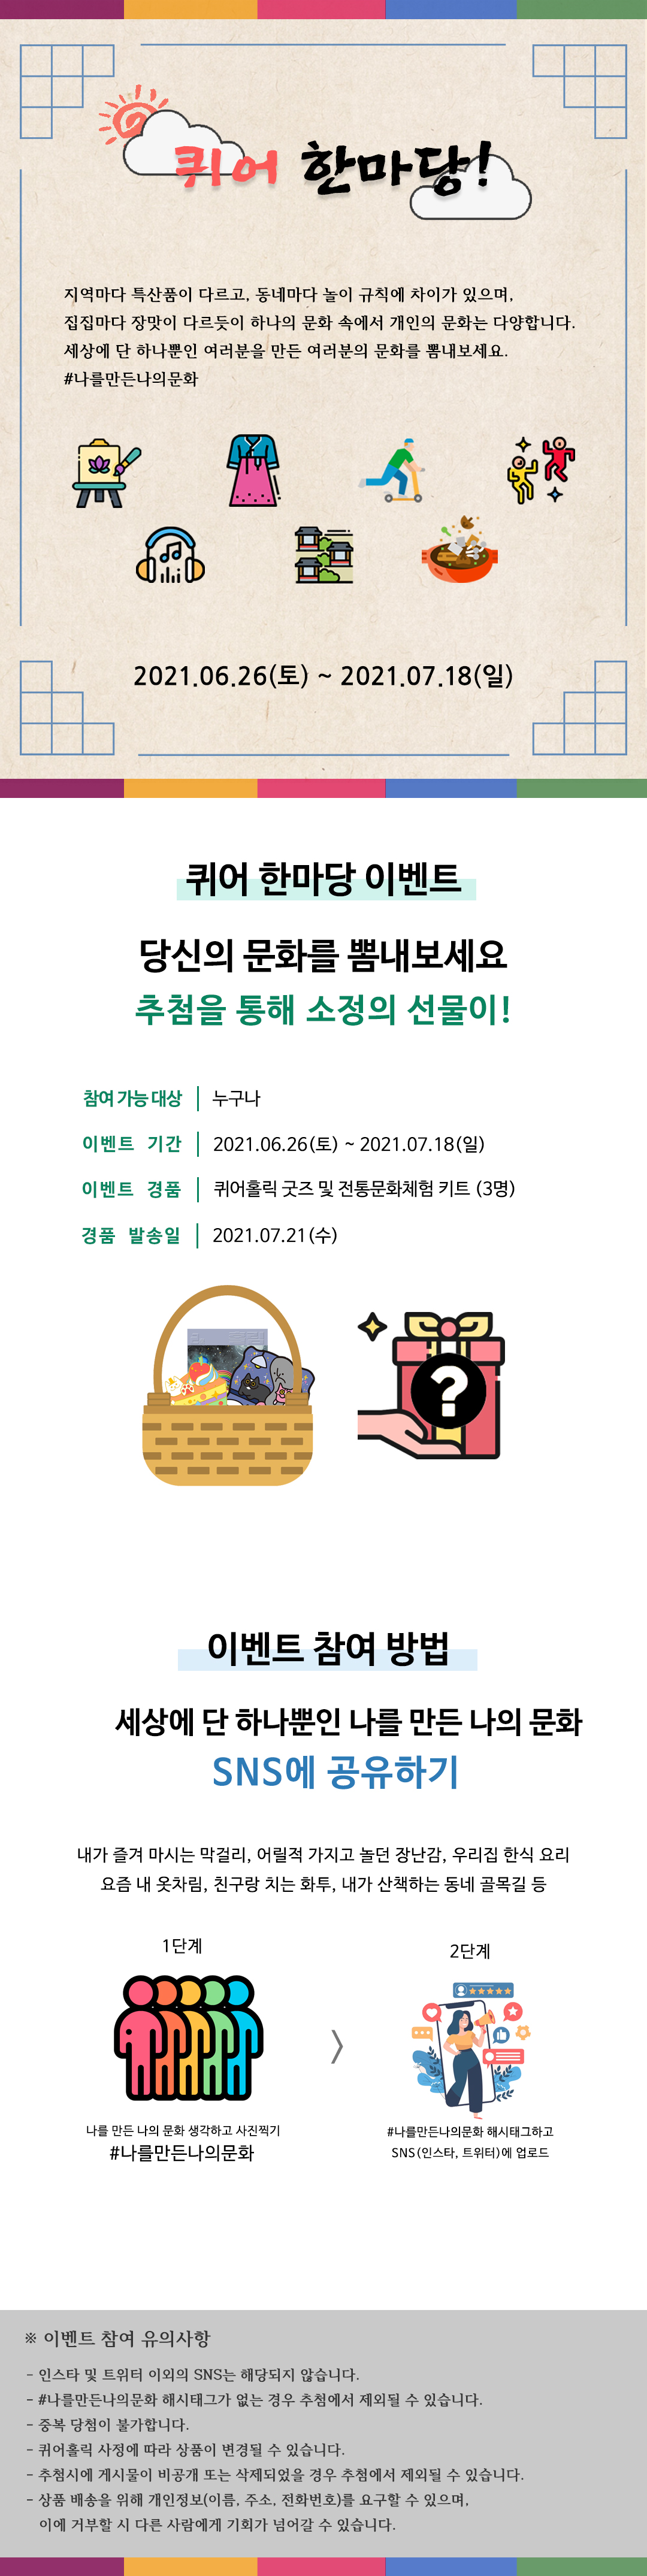 퀴어 한마당!
지역마다 특산품이 다르고, 동네마다 놀이 규칙에 차이가 있으며,
집집마다 장맛이 다르듯이 하나의 문화 속에서 개인의 문화는 다양합니다.
세상에 단 하나뿐인 여러분을 만든 여러분의 문화를 뽐내보세요.
#나를만든나의문화
2021.06.26(토) ~ 2021.07.18(일)
퀴어 한마당 이벤트
당신의 문화를 뽐내보세요
추첨을 통해 소정의 선물이!
참여 가능 대상 누구나
이벤트 기간 2021.06.26(토) ~ 2021.07.18(일)
이벤트 경품 퀴어홀릭 굿즈 및 전통문화체험 키트 (3명)
경품 발송일 2021.07.21(수)
?
이벤트 참여 방법
세상에 단 하나뿐인 나를 만든 나의 문화
SNS에 공유하기
내가 즐겨 마시는 막걸리, 어릴적 가지고 놀던 장난감, 우리집 한식 요리
요즘 내 옷차림, 친구랑 치는 화투, 내가 산책하는 동네 골목길 등
1단계
나를 만든 나의 문화 생각하고 사진찍기
#나를만든나의문화
〉
2단계
#나를만든나의문화 해시태그하고
SNS(인스타, 트위터)에 업로드
※ 이벤트 참여 유의사항
- 인스타 및 트위터 이외의 SNS는 해당되지 않습니다.
- #나를만든나의문화 해시태그가 없는 경우 추첨에서 제외될 수 있습니다.
- 중복 당첨이 불가합니다.
- 퀴어홀릭 사정에 따라 상품이 변경될 수 있습니다.
- 추첨시에 게시물이 비공개 또는 삭제되었을 경우 추첨에서 제외될 수 있습니다.
- 상품 배송을 위해 개인정보(이름, 주소, 전화번호)를 요구할 수 있으며,
이에 거부할 시 다른 사람에게 기회가 넘어갈 수 있습니다.